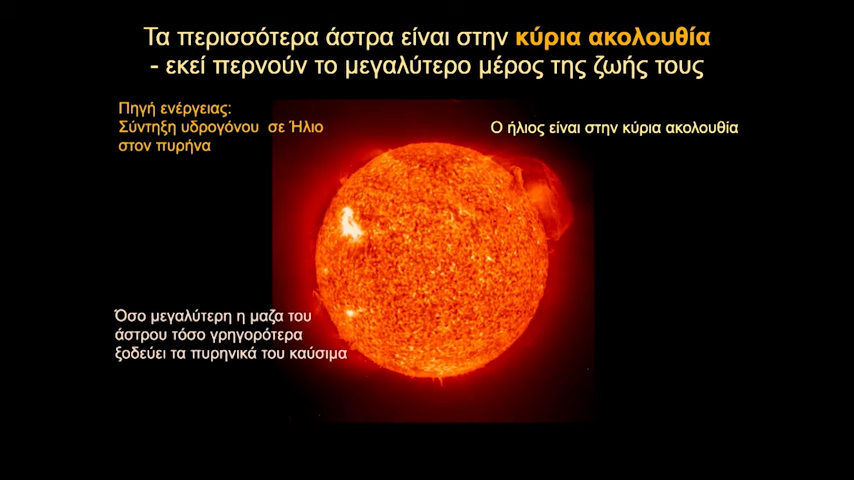 Τα περισσότερα άστρα είναι στην κύρια ακολουθία
- εκεί περνούν το μεγαλύτερο μέρος της ζωής τους
Πηγή ενέργειας:
Σύντηξη υδρογόνου σε Ήλιο
στον πυρήνα
Ο ήλιος είναι στην κύρια ακολουθία
Όσο μεγαλύτερη η μαζα του
άστρου τόσο γρηγορότερα
ξοδεύει τα πυρηνικά του καύσιμα